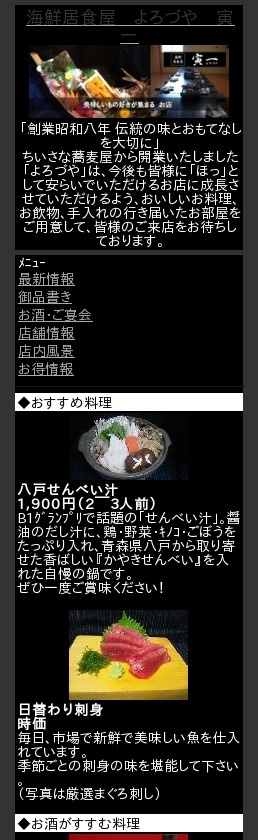 海鮮居食屋　よろづや　寅
一
寅一
美味しいもの好きが集まる お店
「創業昭和八年 伝統の味とおもてなし
を大切に」
ちいさな蕎麦屋から開業いたしました
「よろづや」は、今後も皆様に「ほっ」と
して安らいでいただけるお店に成長さ
せていただけるよう、おいしいお料理、
お飲物、手入れの行き届いたお部屋を
ご用意して、皆様のご来店をお待ちし
ております。
ﾒﾆｭｰ
最新情報
御品書き
お酒・ご宴会
店舗情報
店内風景
お得情報
◆おすすめ料理
八戸せんべい汁
1,900円(2　3人前)
B1ｸﾞﾗﾝﾌﾟﾘで話題の「せんべい汁」。醤
油のだし汁に、鶏・野菜・ｷﾉｺ・ごぼうを
たっぷり入れ、青森県八戸から取り寄
せた香ばしい『かやきせんべい』を入
れた自慢の鍋です。
ぜひ一度ご賞味ください！
日替わり刺身
時価
毎日、市場で新鮮で美味しい魚を仕入
れています。
季節ごとの刺身の味を堪能して下さい
。
(写真は厳選まぐろ刺し)
◆お酒がすすむ料理